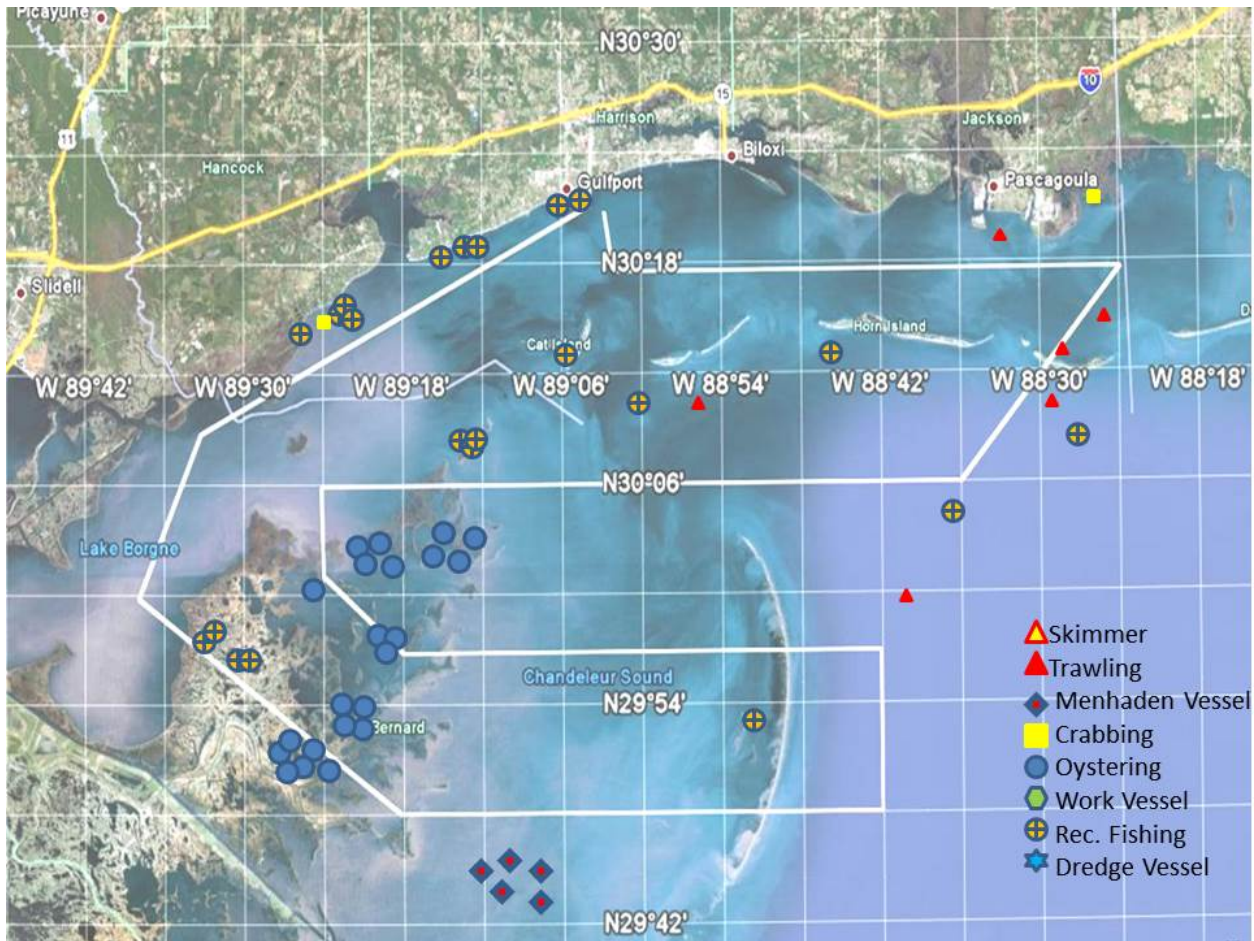 Picayune
N30°30'
10
15
11
Harrison
Jackson
Biloxi
Hancock
Gulfport
Pascagoula
N30°18'
Slidell
Horn Island
Cat Island
W 89°42'
W 89°30'
W 89°18'
W 89°06'
W 88°54'
W 88°42'
W 88°30'
W 88°18'
N30°06'
Lake Borgne
Chandeleur Sound
N29°54'
Bernard
Skimmer
Trawling
Menhaden Vessel
Crabbing
Oystering
Work Vessel
Rec. Fishing
Dredge Vessel
N29°42'